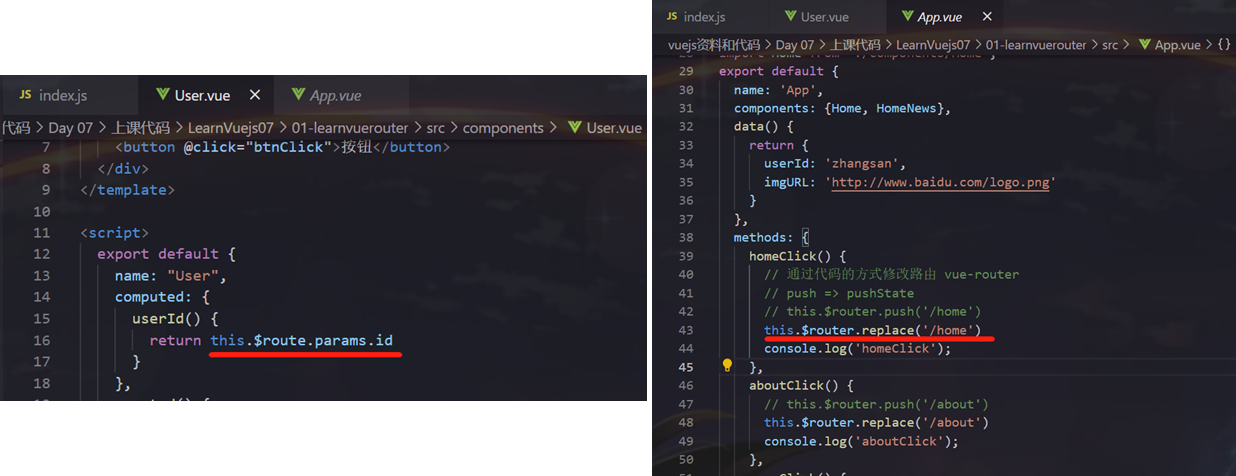 JS index.js User.vue × App.vue
代码 > Day 07 > 上课代码 > LearnVuejs07 > 01-learnvuerouter > src > components > User.vue
7 <button @click="btnClick">按钮</button>
8 </div>
9 </template>
10
11 <script>
12 export default {
13 name: "User",
14 computed: {
15 userId() {
16 return this.$route.params.id
17 }
18 },
JS index.js User.vue App.vue ×
vuejs资料和代码 > Day 07 > 上课代码 > LearnVuejs07 > 01-learnvuerouter > src > App.vue > {}
29 export default {
30 name: 'App',
31 components: {Home, HomeNews},
32 data() {
33 return {
34 userId: 'zhangsan',
35 imgURL: 'http://www.baidu.com/logo.png'
36 }
37 },
38 methods: {
39 homeClick() {
40 // 通过代码的方式修改路由 vue-router
41 // push => pushState
42 // this.$router.push('/home')
43 this.$router.replace('/home')
44 console.log('homeClick');
45 },
46 aboutClick() {
47 // this.$router.push('/about')
48 this.$router.replace('/about')
49 console.log('aboutClick');
50 },